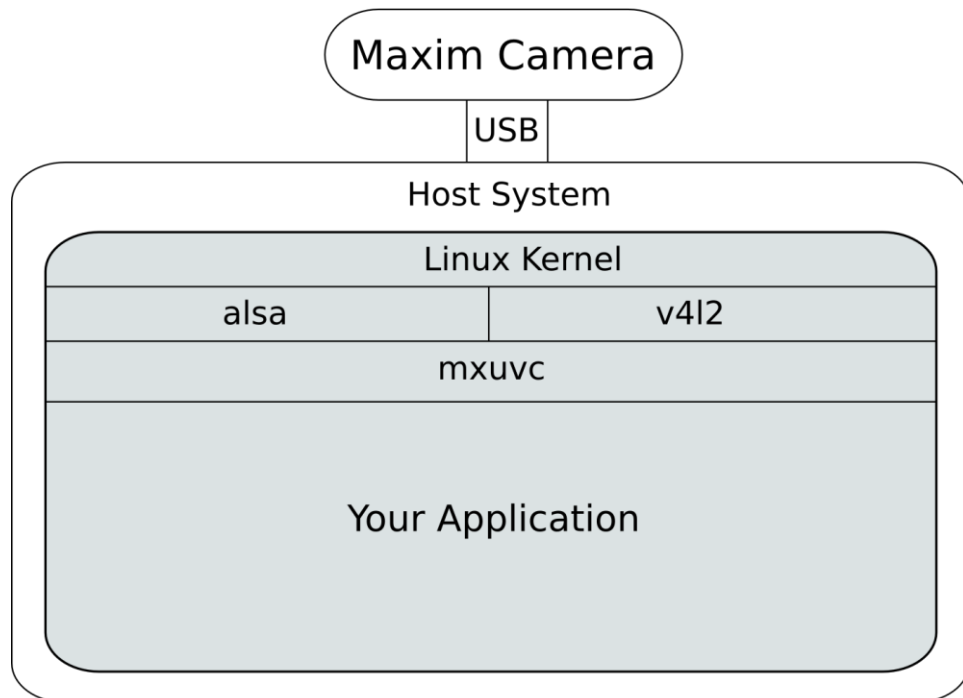 Maxim Camera
USB
Host System
Linux Kernel
alsa
v4l2
mxuvc
Your Application